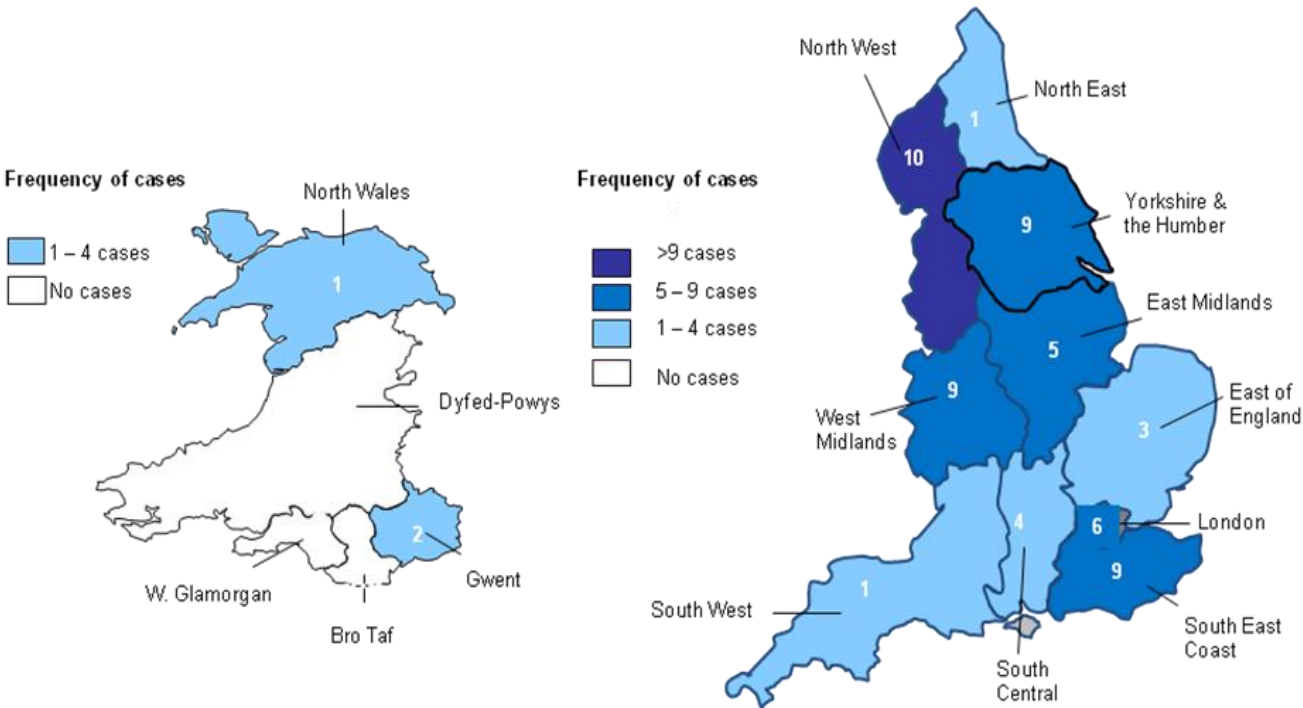 Frequency of cases
1 – 4 cases
No cases
North Wales
1
Dyfed-Powys
2
Gwent
W. Glamorgan
Bro Taf
Frequency of cases
>9 cases
5 – 9 cases
1 – 4 cases
No cases
North West
North East
1
10
Yorkshire &
the Humber
9
East Midlands
5
West
Midlands
9
East of
England
3
London
6
4
9
South West
1
South East
Coast
South
Central